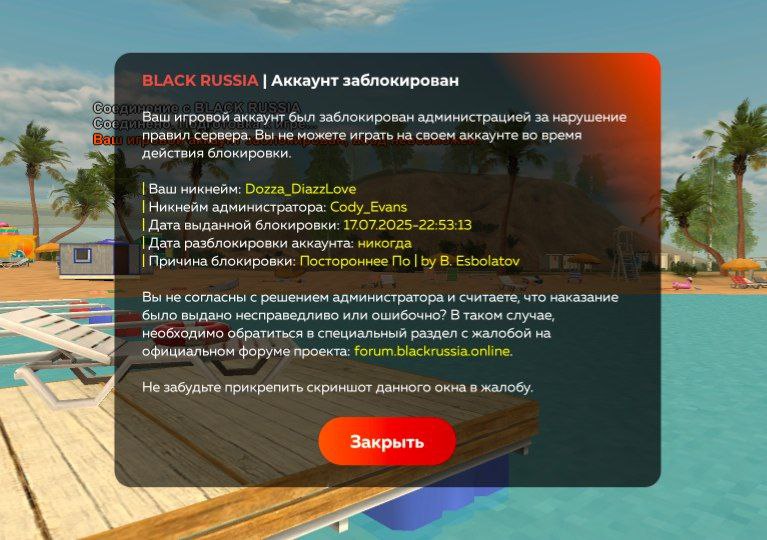 BLACK RUSSIA | Аккаунт заблокирован
Соединение с BLACK RUSSIA
Ваш игровой аккаунт был заблокирован администрацией за нарушение
правил сервера. Вы не можете играть на своем аккаунте во время
действия блокировки.
| Ваш никнейм: Dozza_DiazzLove
| Никнейм администратора: Cody_Evans
| Дата выданной блокировки: 17.07.2025-22:53:13
| Дата разблокировки аккаунта: никогда
| Причина блокировки: Постороннее По | by B. Esbolatov
Вы не согласны с решением администратора и считаете, что наказание
было выдано несправедливо или ошибочно? В таком случае,
необходимо обратиться в специальный раздел с жалобой на
официальном форуме проекта: forum.blackrussia.online.
Не забудьте прикрепить скриншот данного окна в жалобу.
Закрыть